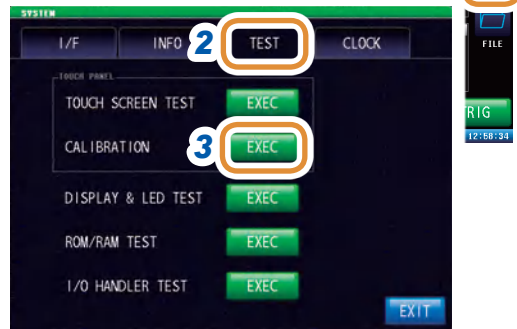 SYSTEM
I/F INFO 2 TEST CLOCK
TOUCH PANEL
TOUCH SCREEN TEST EXEC
CALIBRATION 3 EXEC
DISPLAY & LED TEST EXEC
ROM/RAM TEST EXEC
I/O HANDLER TEST EXEC
EXIT
FILE
RIG
12:58:34